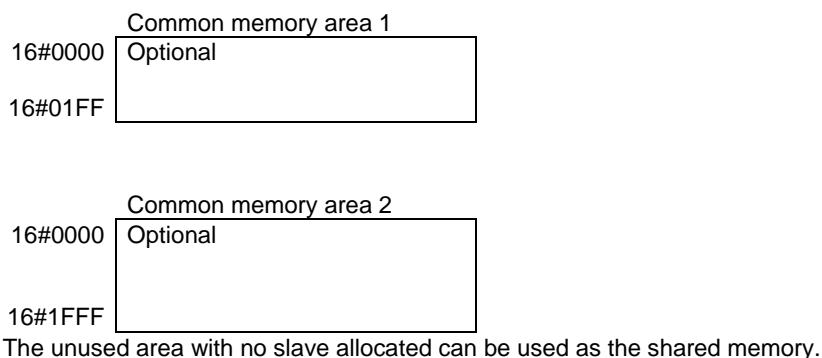 Common memory area 1
16#0000 Optional
16#01FF
Common memory area 2
16#0000 Optional
16#1FFF
The unused area with no slave allocated can be used as the shared memory.